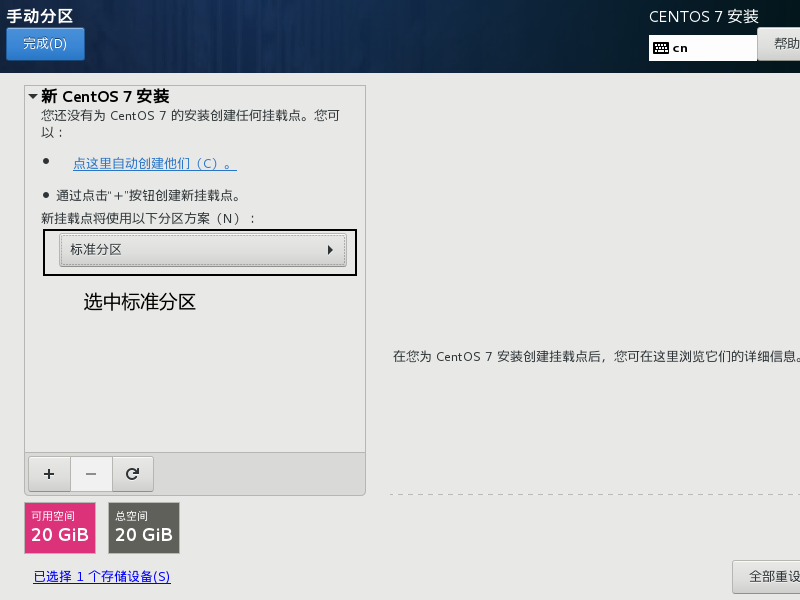 手动分区
CENTOS 7 安装
完成(D)
cn
帮助
新 CentOS 7 安装
您还没有为 CentOS 7 的安装创建任何挂载点。您可
以：
点这里自动创建他们（C）。
通过点击“+”按钮创建新挂载点。
新挂载点将使用以下分区方案（N）：
标准分区
选中标准分区
在您为 CentOS 7 安装创建挂载点后，您可在这里浏览它们的详细信息。
可用空间
20 GiB
总空间
20 GiB
已选择 1 个存储设备(S)
全部重设